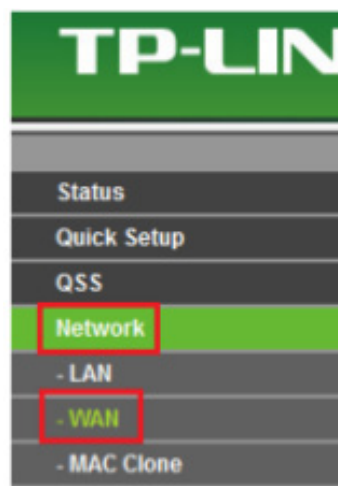 TP-LIN
Status
Quick Setup
QSS
Network
- LAN
- WAN
- MAC Clone